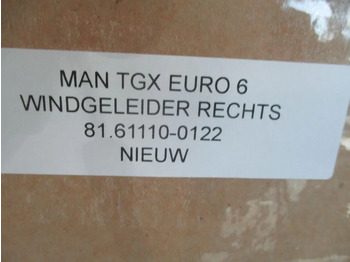 MAN TGX EURO 6
WINDGELEIDER RECHTS
81.61110-0122
NIEUW